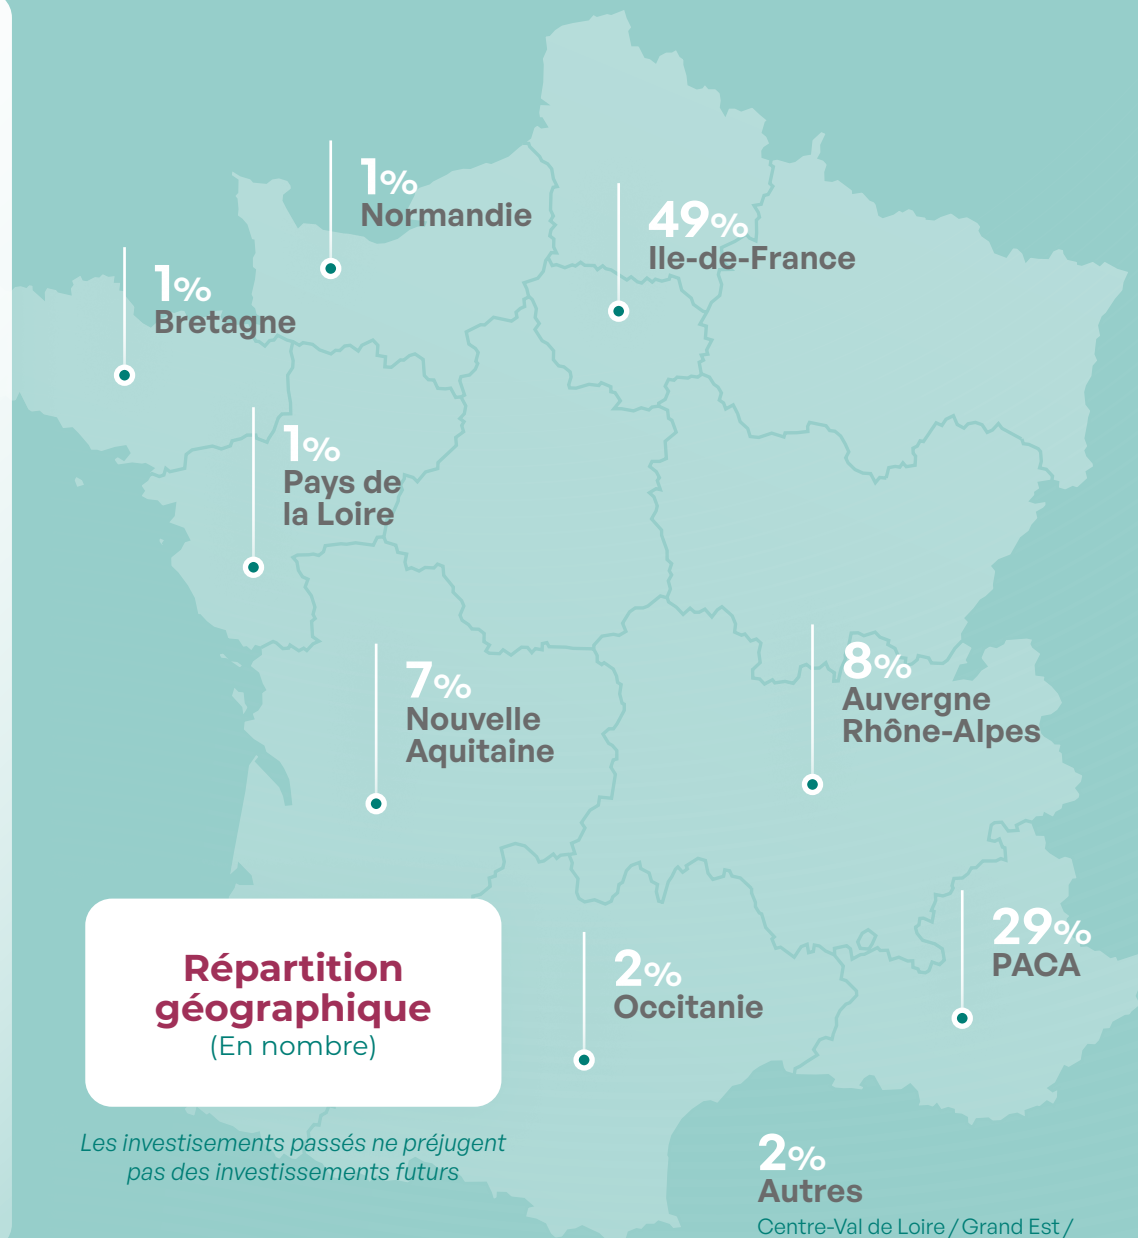 1%
Normandie
49%
Ile-de-France
1%
Bretagne
1%
Pays de
la Loire
7%
Nouvelle
Aquitaine
8%
Auvergne
Rhône-Alpes
29%
PACA
2%
Occitanie
Répartition
géographique
(En nombre)
Les investisements passés ne préjugent
pas des investissements futurs
2%
Autres
Centre-Val de Loire / Grand Est /